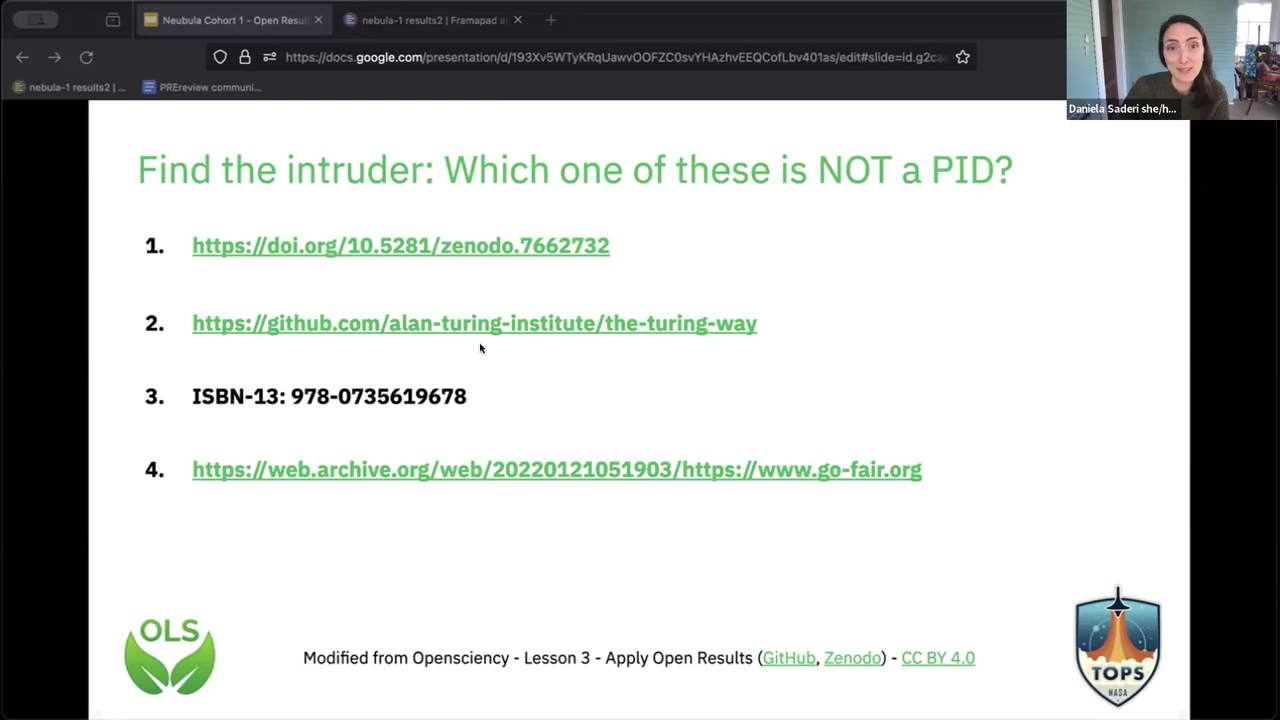 Neubula Cohort 1 - Open Resul
nebula-1 results2 | Framapad
https://docs.google.com/presentation/d/193Xv5WTyKRqUawvOOFZC0svYHAzhvEEQCofLbv401as/edit#slide=id.g2cae
nebula-1 results2 | ...
PREreview communi...
Daniela Saderi she/h...
Find the intruder: Which one of these is NOT a PID?
1. https://doi.org/10.5281/zenodo.7662732
2. https://github.com/alan-turing-institute/the-turing-way
3. ISBN-13: 978-0735619678
4. https://web.archive.org/web/20220121051903/https://www.go-fair.org
OLS
Modified from Opensciency - Lesson 3 - Apply Open Results (GitHub, Zenodo) - CC BY 4.0
TOPS
NASA